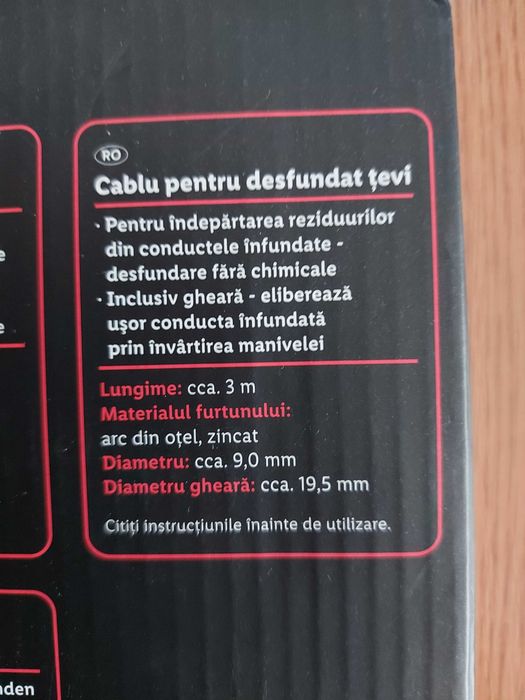 RO
Cablu pentru desfundat țevi
· Pentru îndepărtarea reziduurilor
din conductele înfundate -
desfundare fără chimicale
· Inclusiv gheară - eliberează
ușor conducta înfundată
prin învârtirea manivelei
Lungime: cca. 3 m
Materialul furtunului:
arc din oțel, zincat
Diametru: cca. 9,0 mm
Diametru gheară: cca. 19,5 mm
Citiți instrucțiunile înainte de utilizare.